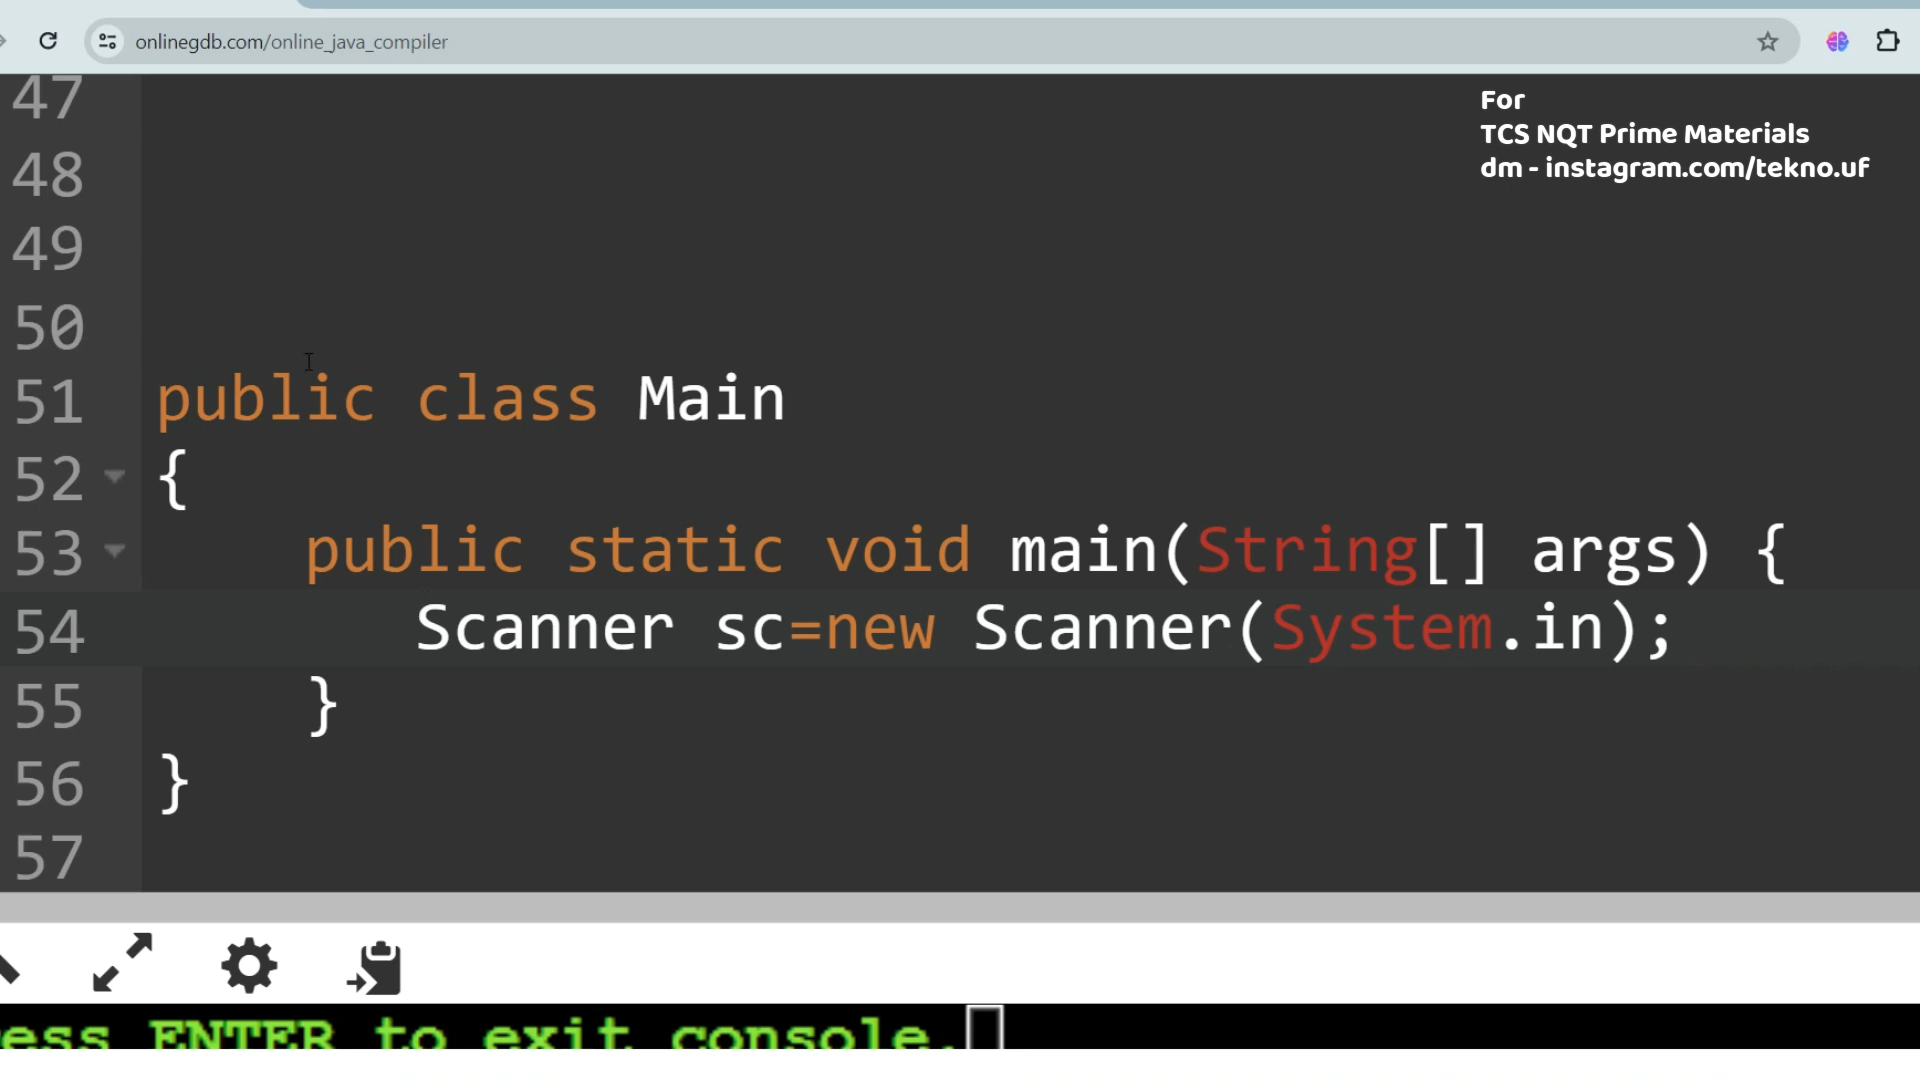 onlinegdb.com/online_java_compiler
For
TCS NQT Prime Materials
dm - instagram.com/tekno.uf
47
48
49
50
51 public class Main
52 {
53 public static void main(String[] args) {
54 Scanner sc=new Scanner(System.in);
55 }
56 }
57
ess ENTER to exit console.